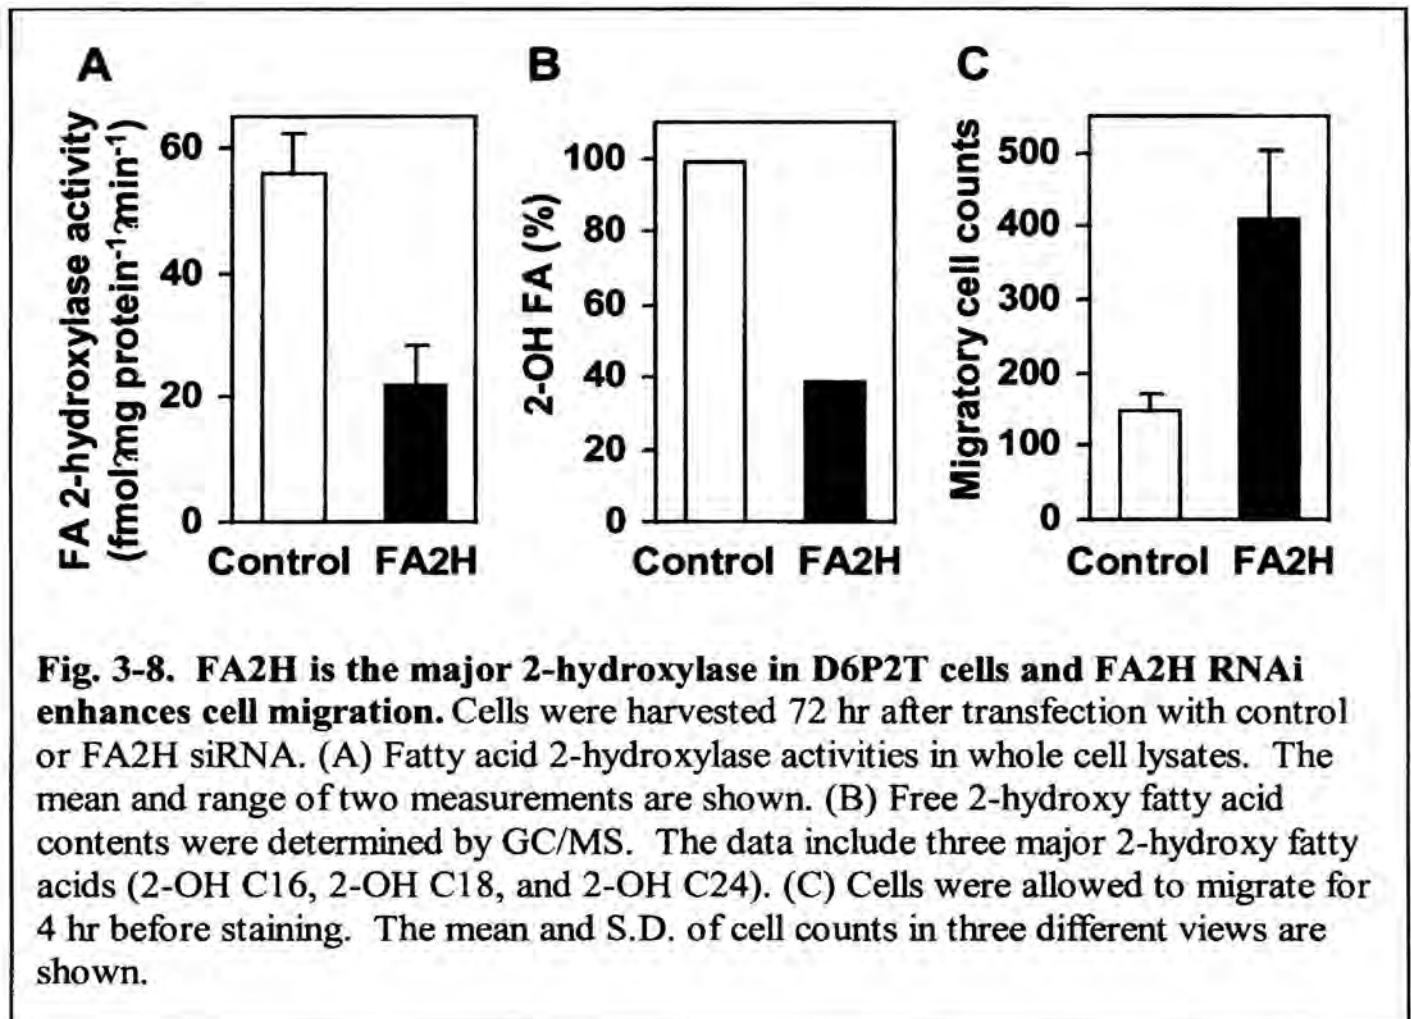 A
FA 2-hydroxylase activity
(fmol?mg protein-1?min-1)
60
40
20
0
Control FA2H
B
2-OH FA (%)
100
80
60
40
20
0
Control FA2H
C
Migratory cell counts
500
400
300
200
100
0
Control FA2H
Fig. 3-8. FA2H is the major 2-hydroxylase in D6P2T cells and FA2H RNAi
enhances cell migration. Cells were harvested 72 hr after transfection with control
or FA2H siRNA. (A) Fatty acid 2-hydroxylase activities in whole cell lysates. The
mean and range of two measurements are shown. (B) Free 2-hydroxy fatty acid
contents were determined by GC/MS. The data include three major 2-hydroxy fatty
acids (2-OH C16, 2-OH C18, and 2-OH C24). (C) Cells were allowed to migrate for
4 hr before staining. The mean and S.D. of cell counts in three different views are
shown.